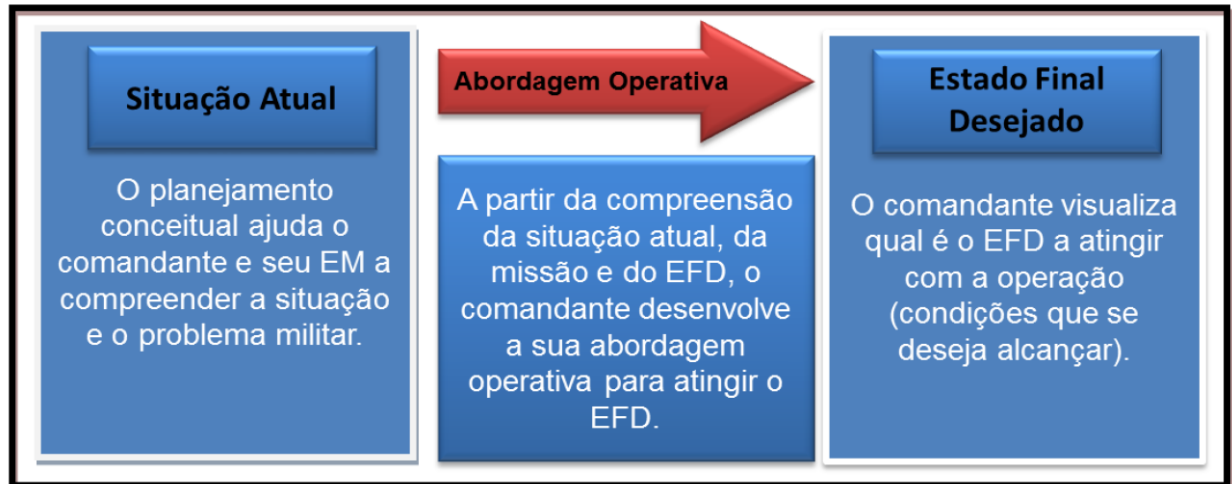 Situação Atual
O planejamento
conceitual ajuda o
comandante e seu EM a
compreender a situação
e o problema militar.
Abordagem Operativa
A partir da compreensão
da situação atual, da
missão e do EFD, o
comandante desenvolve
a sua abordagem
operativa para atingir o
EFD.
Estado Final
Desejado
O comandante visualiza
qual é o EFD a atingir
com a operação
(condições que se
deseja alcançar).